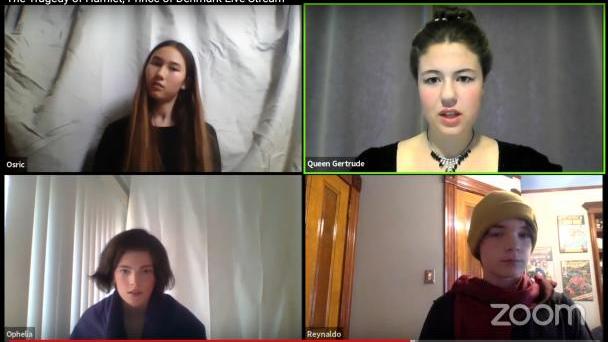 The Tragedy of Hamlet, Prince of Denmark Live Stream
Osric
Queen Gertrude
Ophelia
Reynaldo
zoom